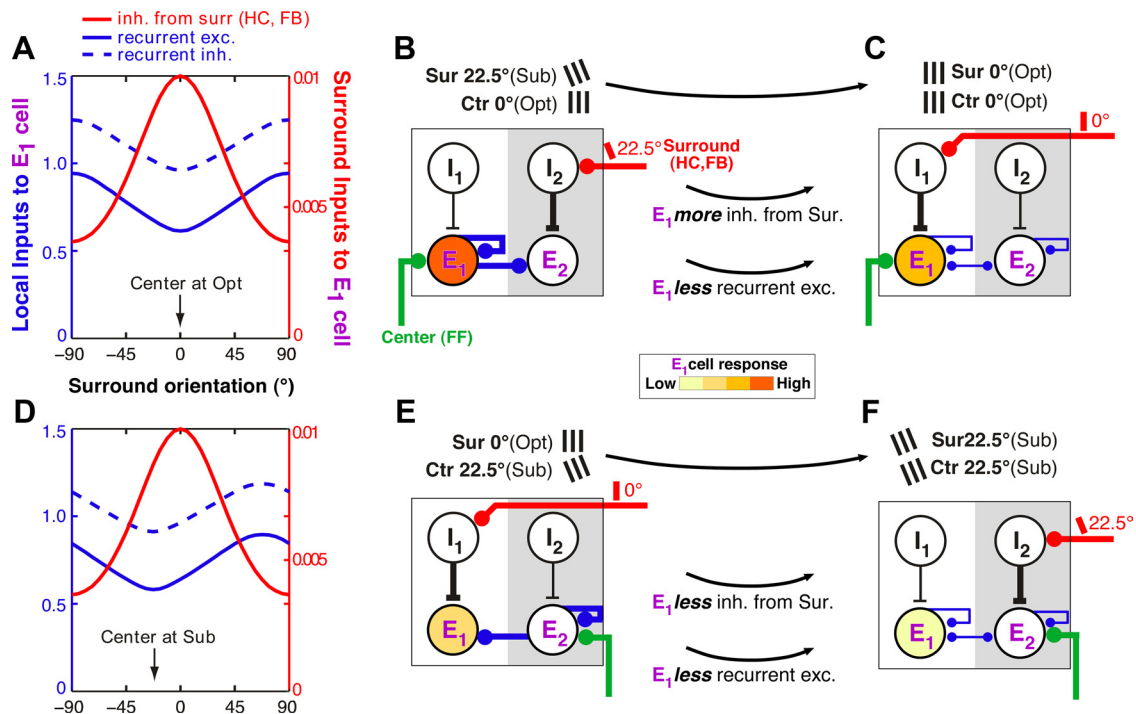 inh. from surr (HC, FB)
recurrent exc.
recurrent inh.
A
Local Inputs to E1 cell
1.5
1.0
0.5
0
Surround Inputs to E1 cell
0.01
0.005
0
Center at Opt
−90 −45 0 45 90
Surround orientation (°)
B
Sur 22.5°(Sub)
Ctr 0°(Opt)
I1 I2
22.5°
Surround
(HC,FB)
E1 E2
Center (FF)
E1 more inh. from Sur.
E1 less recurrent exc.
C
Sur 0°(Opt)
Ctr 0°(Opt)
0°
I1 I2
E1 E2
E1 cell response
Low High
D
1.5
1.0
0.5
0
0.01
0.005
0
Center at Sub
−90 −45 0 45 90
E
Sur 0°(Opt)
Ctr 22.5°(Sub)
0°
I1 I2
E1 E2
E1 less inh. from Sur.
E1 less recurrent exc.
F
Sur22.5°(Sub)
Ctr 22.5°(Sub)
22.5°
I1 I2
E1 E2